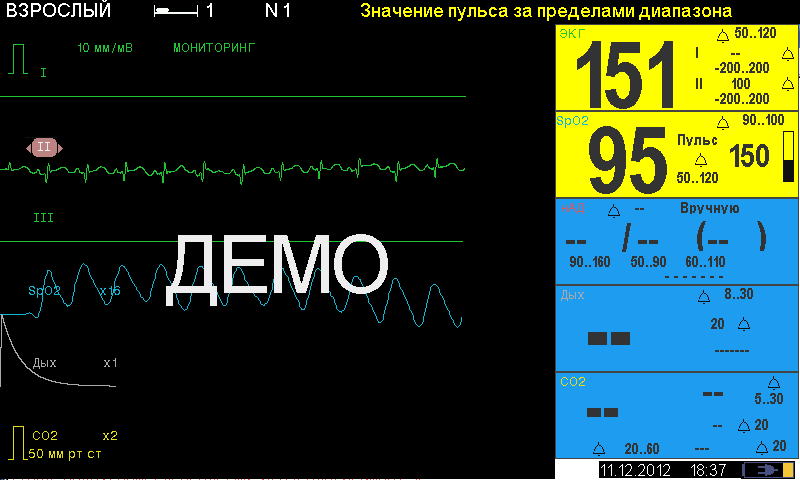 ВЗРОСЛЫЙ 1 N 1 Значение пульса за пределами диапазона
10 мм/мВ МОНИТОРИНГ
I
II
III
ДЕМО
SpO2 x16
Дых x1
CO2 x2
50 мм рт ст
ЭКГ 50..120
151 I --
-200..200
II 100
-200..200
SpO2 90..100
95 Пульс 150
50..120
-- Вручную
-- / -- (-- )
90..160 50..90 60..110
-------
Дых 8..30
-- 20
-------
CO2
-- 5..30
-- -- 20
20..60 --- 20
11.12.2012 18:37